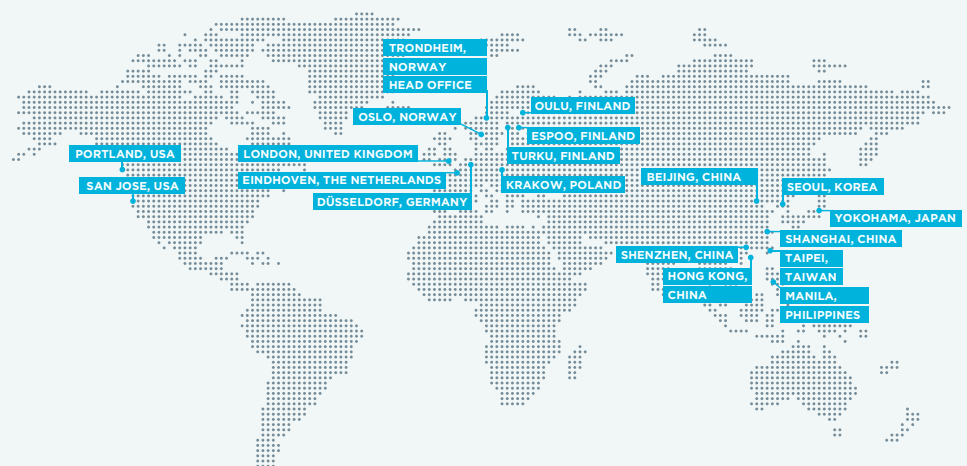 TRONDHEIM,
NORWAY
HEAD OFFICE
OULU, FINLAND
OSLO, NORWAY
ESPOO, FINLAND
PORTLAND, USA
LONDON, UNITED KINGDOM
TURKU, FINLAND
SAN JOSE, USA
EINDHOVEN, THE NETHERLANDS
KRAKOW, POLAND
BEIJING, CHINA
SEOUL, KOREA
DÜSSELDORF, GERMANY
YOKOHAMA, JAPAN
SHANGHAI, CHINA
SHENZHEN, CHINA
TAIPEI,
TAIWAN
HONG KONG,
CHINA
MANILA,
PHILIPPINES